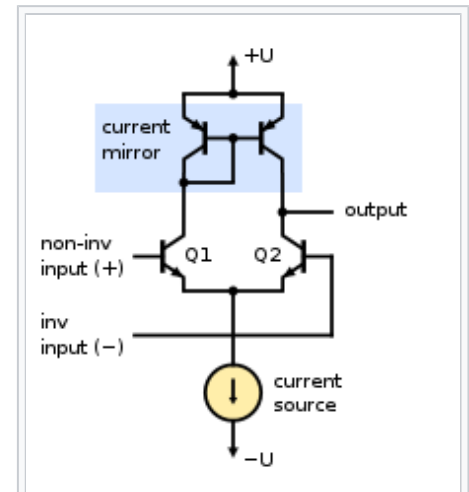 +U
current
mirror
output
non-inv
input (+)
Q1
Q2
inv
input (−)
current
source
−U